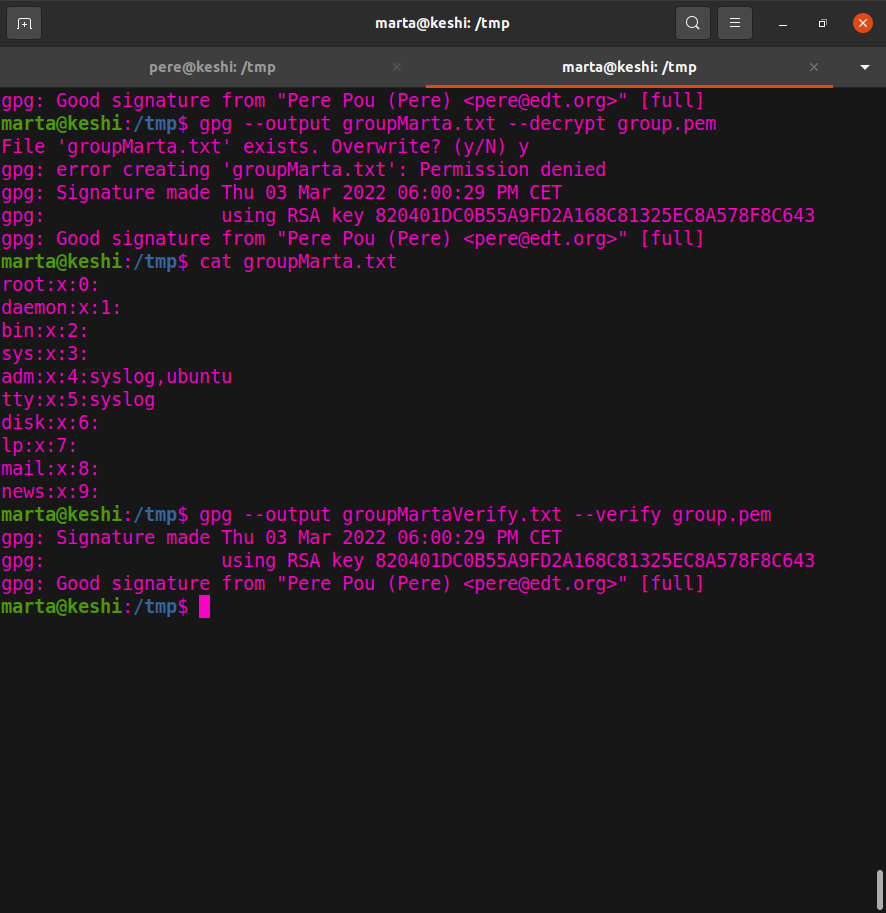 marta@keshi: /tmp
pere@keshi: /tmp
marta@keshi: /tmp
gpg: Good signature from "Pere Pou (Pere) <pere@edt.org>" [full]
marta@keshi:/tmp$ gpg --output groupMarta.txt --decrypt group.pem
File 'groupMarta.txt' exists. Overwrite? (y/N) y
gpg: error creating 'groupMarta.txt': Permission denied
gpg: Signature made Thu 03 Mar 2022 06:00:29 PM CET
gpg:                using RSA key 820401DC0B55A9FD2A168C81325EC8A578F8C643
gpg: Good signature from "Pere Pou (Pere) <pere@edt.org>" [full]
marta@keshi:/tmp$ cat groupMarta.txt
root:x:0:
daemon:x:1:
bin:x:2:
sys:x:3:
adm:x:4:syslog,ubuntu
tty:x:5:syslog
disk:x:6:
lp:x:7:
mail:x:8:
news:x:9:
marta@keshi:/tmp$ gpg --output groupMartaVerify.txt --verify group.pem
gpg: Signature made Thu 03 Mar 2022 06:00:29 PM CET
gpg:                using RSA key 820401DC0B55A9FD2A168C81325EC8A578F8C643
gpg: Good signature from "Pere Pou (Pere) <pere@edt.org>" [full]
marta@keshi:/tmp$